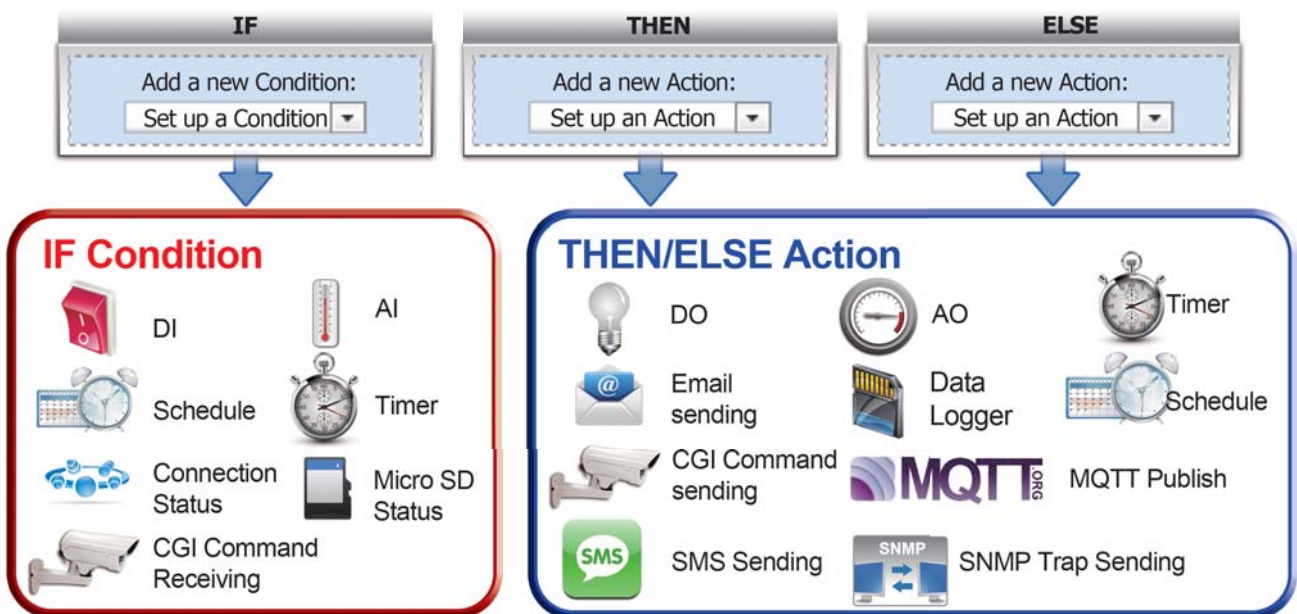 IF
THEN
ELSE
Add a new Condition:
Set up a Condition
Add a new Action:
Set up an Action
Add a new Action:
Set up an Action
IF Condition
DI
AI
Schedule
Timer
Connection
Status
Micro SD
Status
CGI Command
Receiving
THEN/ELSE Action
DO
AO
Timer
@
Email
sending
Data
Logger
Schedule
CGI Command
sending
MQTT.ORG
MQTT Publish
SMS
SMS Sending
SNMP
SNMP Trap Sending